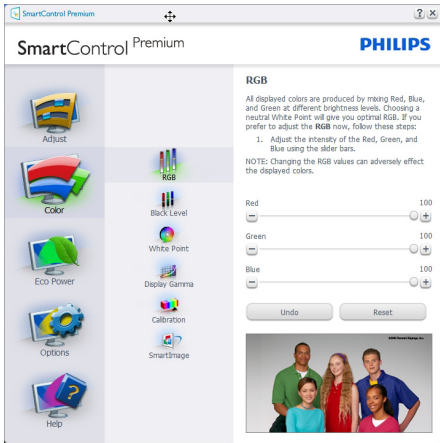 SmartControl Premium
SmartControl Premium
PHILIPS
Adjust
Color
Eco Power
Options
Help
RGB
Black Level
White Point
Display Gamma
Calibration
SmartImage
RGB
All displayed colors are produced by mixing Red, Blue,
and Green at different brightness levels. Choosing a
neutral White Point will give you optimal RGB. If you
prefer to adjust the RGB now, follow these steps:
1. Adjust the intensity of the Red, Green, and
Blue using the slider bars.
NOTE: Changing the RGB values can adversely effect
the displayed colors.
Red 100
Green 100
Blue 100
Undo Reset